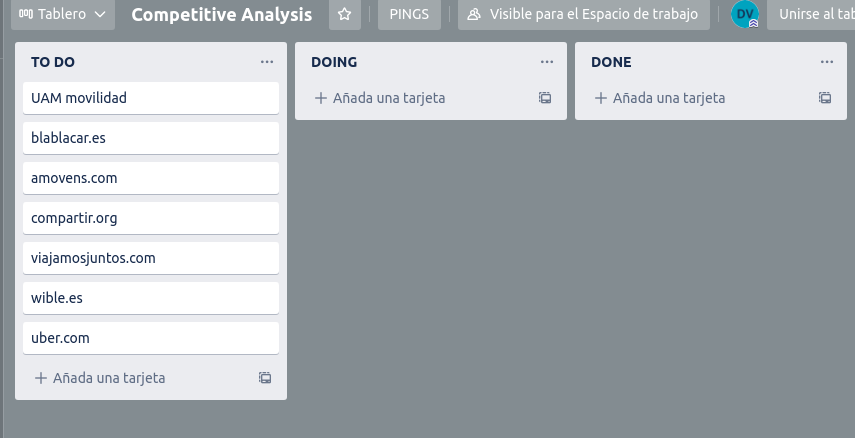 Tablero
Competitive Analysis
PINGS
Visible para el Espacio de trabajo
DV
Unirse al tab
TO DO
UAM movilidad
blablacar.es
amovens.com
compartir.org
viajamosjuntos.com
wible.es
uber.com
Añada una tarjeta
DOING
Añada una tarjeta
DONE
Añada una tarjeta